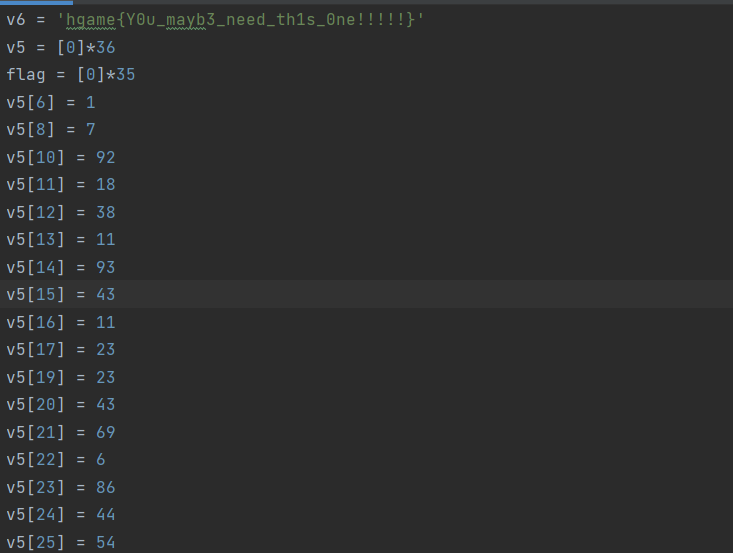 v6 = 'hgame{Y0u_mayb3_need_th1s_0ne!!!!!}'
v5 = [0]*36
flag = [0]*35
v5[6] = 1
v5[8] = 7
v5[10] = 92
v5[11] = 18
v5[12] = 38
v5[13] = 11
v5[14] = 93
v5[15] = 43
v5[16] = 11
v5[17] = 23
v5[19] = 23
v5[20] = 43
v5[21] = 69
v5[22] = 6
v5[23] = 86
v5[24] = 44
v5[25] = 54